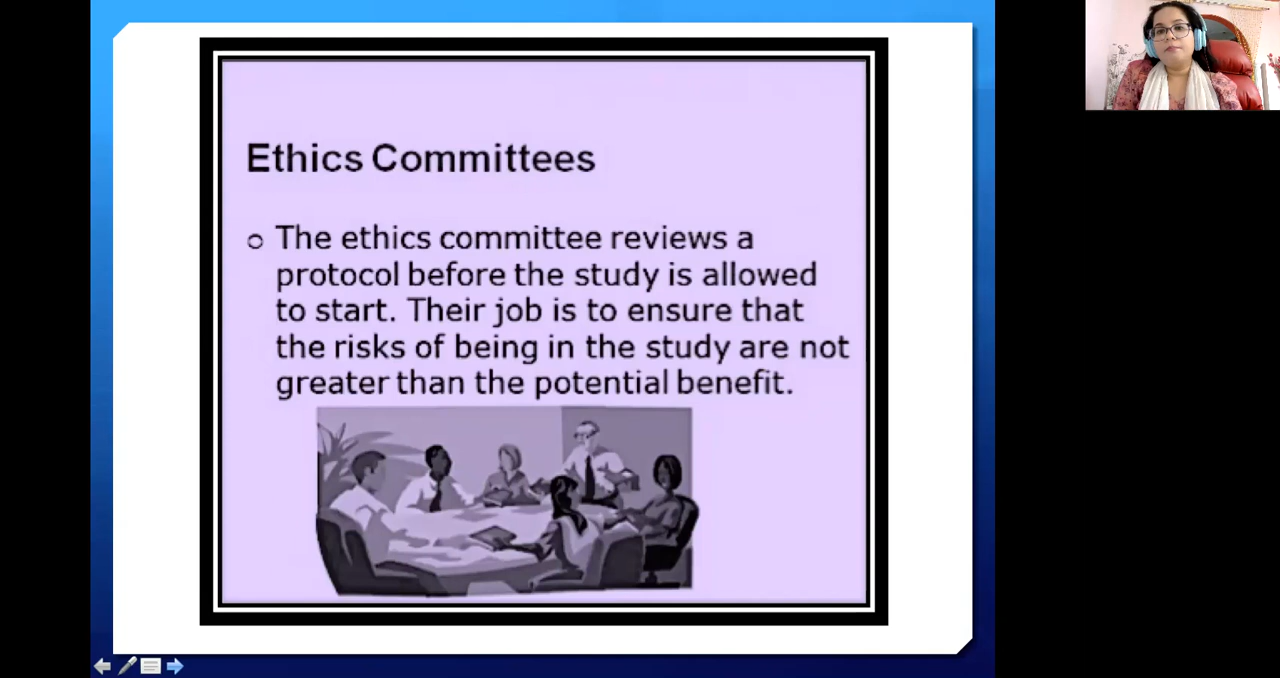 Ethics Committees
The ethics committee reviews a
protocol before the study is allowed
to start. Their job is to ensure that
the risks of being in the study are not
greater than the potential benefit.